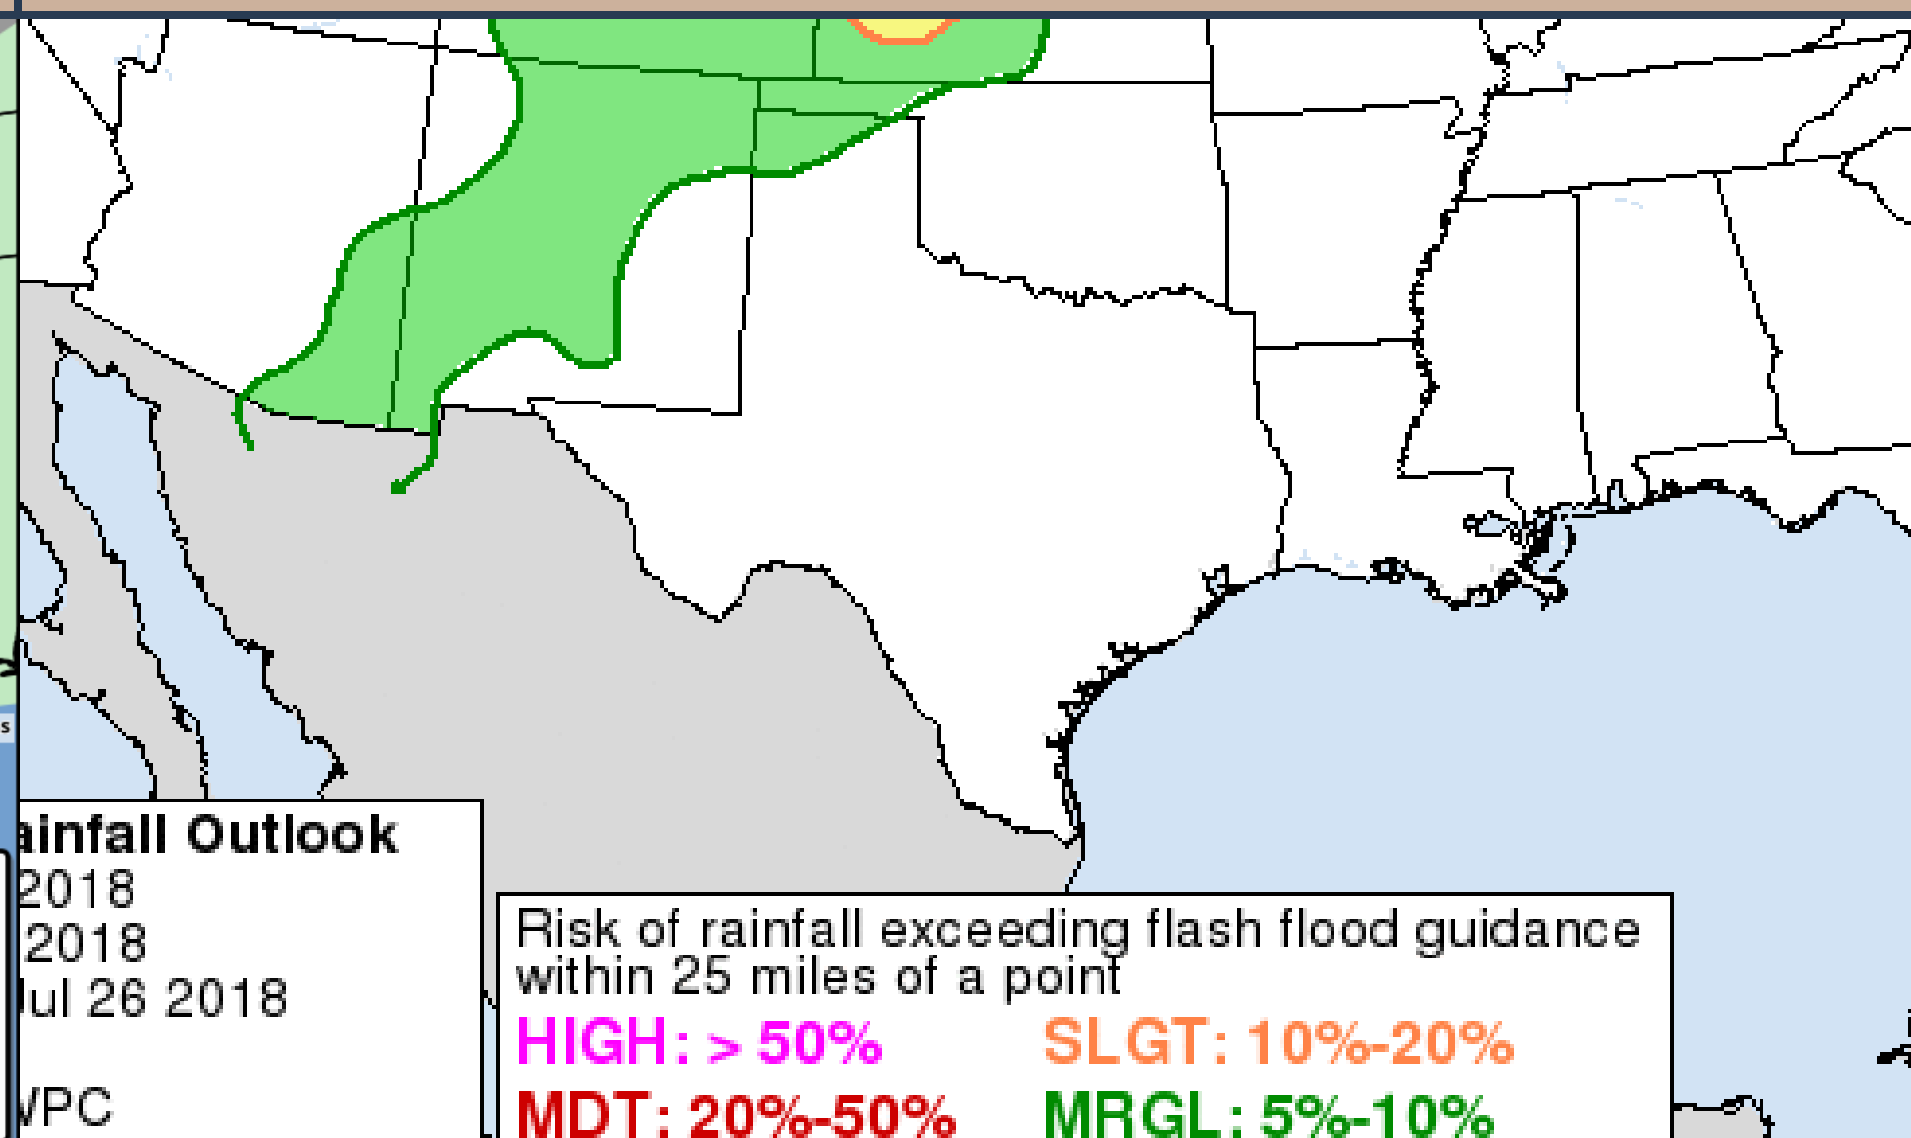 s
ainfall Outlook
2018
2018
Jul 26 2018
WPC
Risk of rainfall exceeding flash flood guidance
within 25 miles of a point
HIGH: > 50%
SLGT: 10%-20%
MDT: 20%-50%
MRGL: 5%-10%